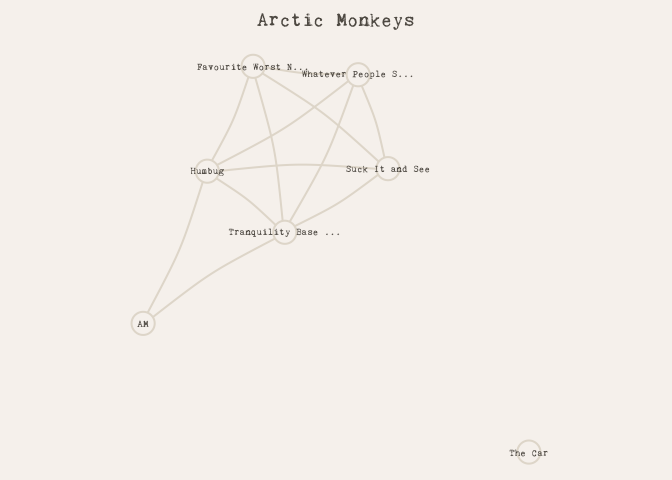 Arctic Monkeys
Favourite Worst N...
Whatever People S...
Humbug
Suck It and See
Tranquility Base ...
AM
The Car